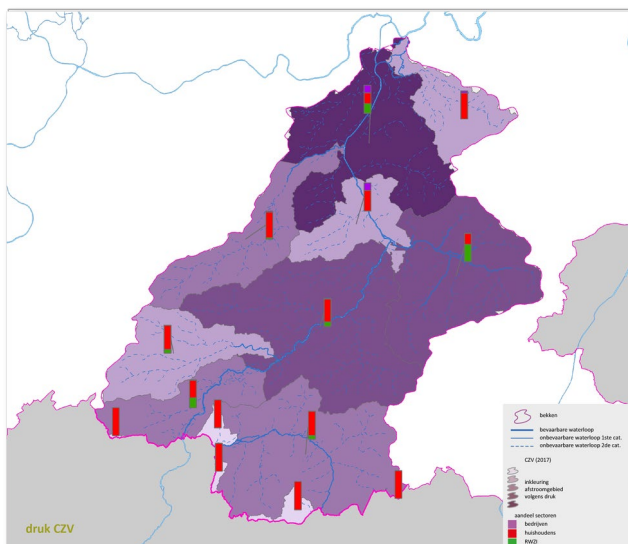 bekken
bevaarbare waterloop
onbevaarbare waterloop 1ste cat.
onbevaarbare waterloop 2de cat.
CZV (2017)
inkleuring
afstroomgebied
volgens druk
aandeel sectoren
bedrijven
huishoudens
RWZI
druk CZV